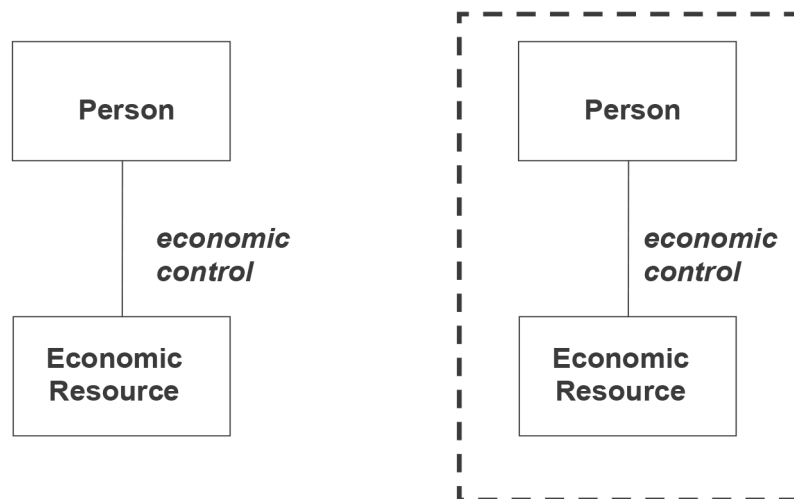 Person
Person
economic
control
economic
control
Economic
Resource
Economic
Resource